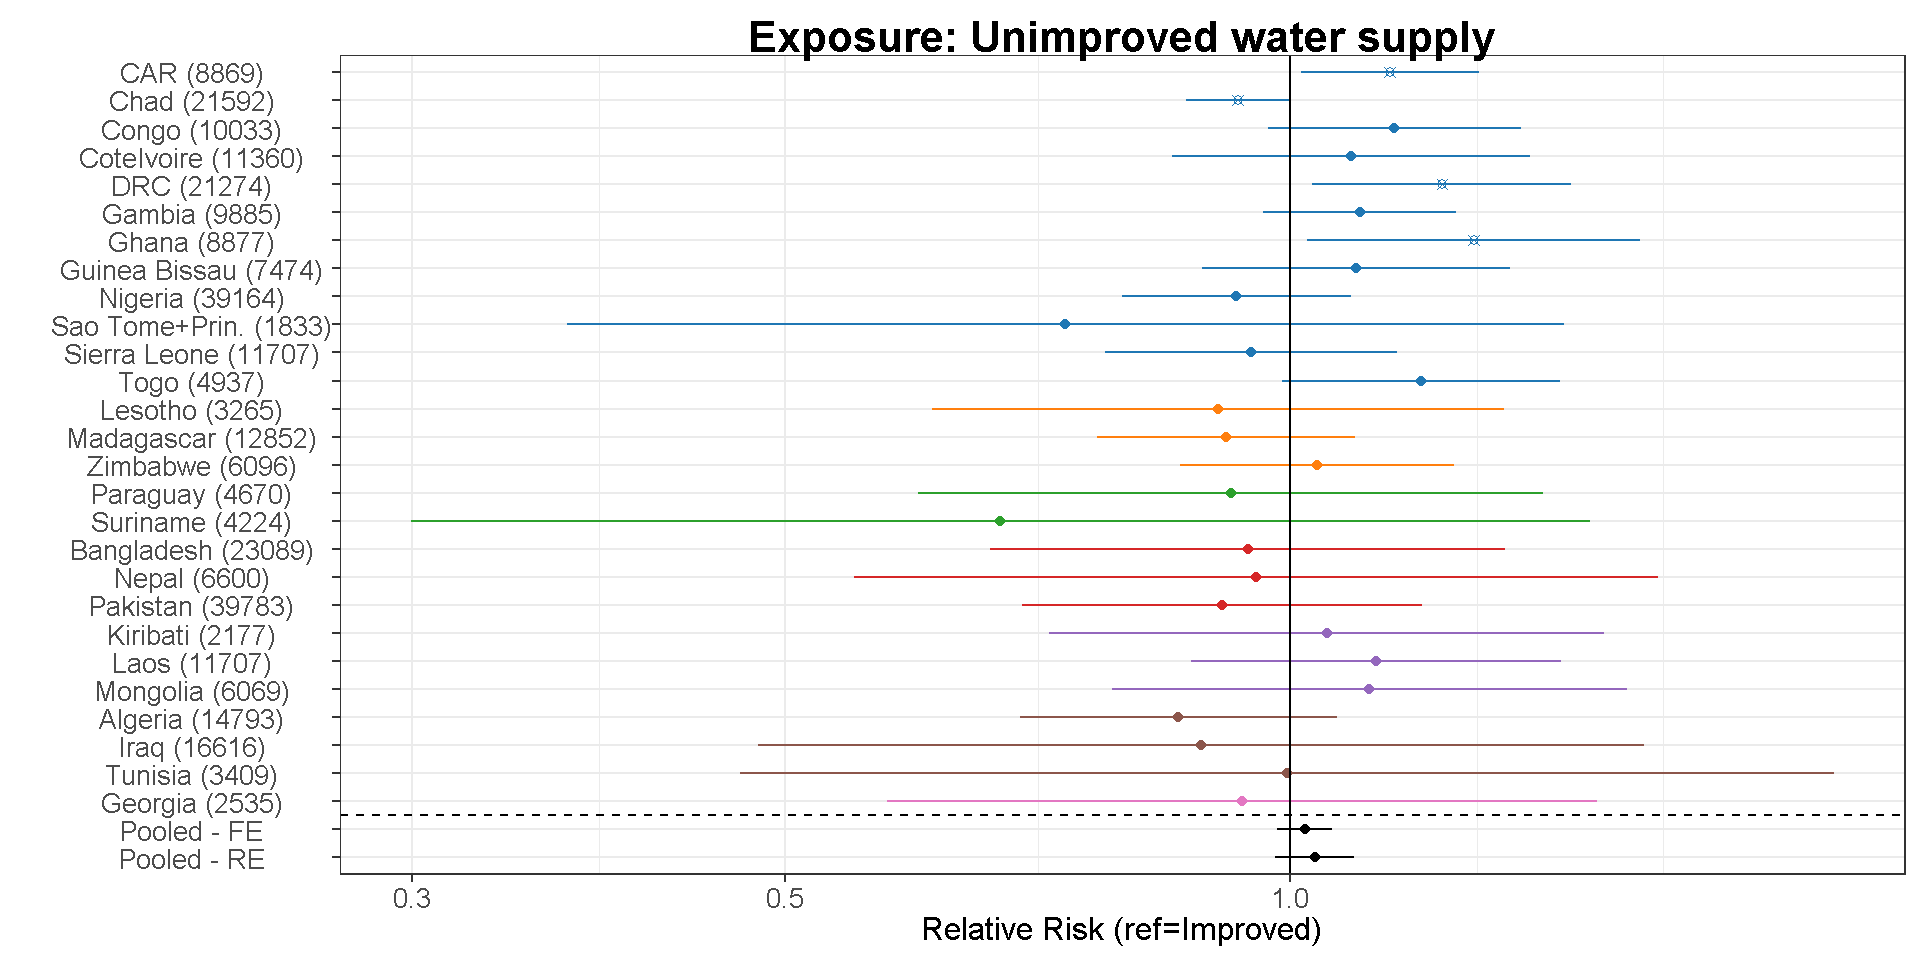 Exposure: Unimproved water supply
CAR (8869)
Chad (21592)
Congo (10033)
CoteIvoire (11360)
DRC (21274)
Gambia (9885)
Ghana (8877)
Guinea Bissau (7474)
Nigeria (39164)
Sao Tome+Prin. (1833)
Sierra Leone (11707)
Togo (4937)
Lesotho (3265)
Madagascar (12852)
Zimbabwe (6096)
Paraguay (4670)
Suriname (4224)
Bangladesh (23089)
Nepal (6600)
Pakistan (39783)
Kiribati (2177)
Laos (11707)
Mongolia (6069)
Algeria (14793)
Iraq (16616)
Tunisia (3409)
Georgia (2535)
Pooled - FE
Pooled - RE
0.3 0.5 1.0
Relative Risk (ref=Improved)